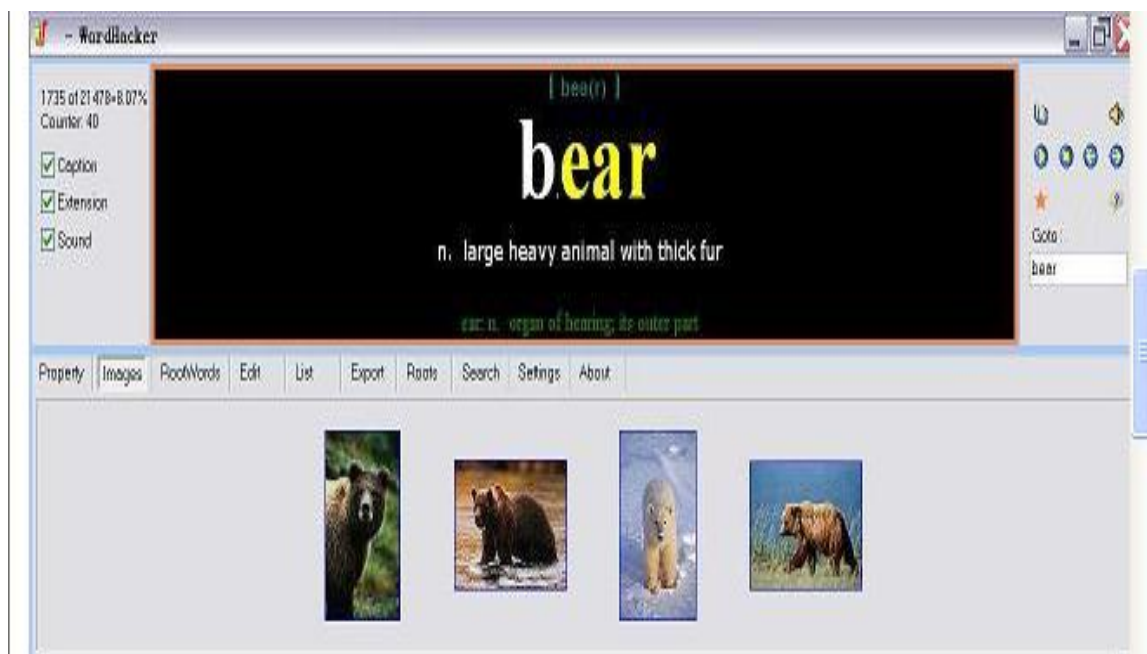 - WordHacker
1735 of 21478=8.07%
Counter: 40
Caption
Extension
Sound
[ bea(r) ]
bear
n. large heavy animal with thick fur
ear: n. organ of hearing; its outer part
Goto :
bear
Property Images RootWords Edit List Export Roots Search Settings About